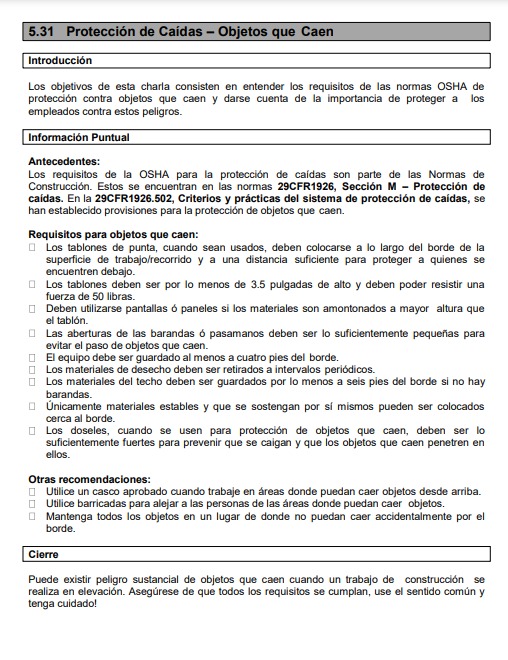 5.31 Protección de Caídas – Objetos que Caen
Introducción
Los objetivos de esta charla consisten en entender los requisitos de las normas OSHA de
protección contra objetos que caen y darse cuenta de la importancia de proteger a los
empleados contra estos peligros.
Información Puntual
Antecedentes:
Los requisitos de la OSHA para la protección de caídas son parte de las Normas de
Construcción. Estos se encuentran en las normas 29CFR1926, Sección M – Protección de
caídas. En la 29CFR1926.502, Criterios y prácticas del sistema de protección de caídas, se
han establecido provisiones para la protección de objetos que caen.
Requisitos para objetos que caen:
□ Los tablones de punta, cuando sean usados, deben colocarse a lo largo del borde de la
superficie de trabajo/recorrido y a una distancia suficiente para proteger a quienes se
encuentren debajo.
□ Los tablones deben ser por lo menos de 3.5 pulgadas de alto y deben poder resistir una
fuerza de 50 libras.
□ Deben utilizarse pantallas ó paneles si los materiales son amontonados a mayor altura que
el tablón.
□ Las aberturas de las barandas ó pasamanos deben ser lo suficientemente pequeñas para
evitar el paso de objetos que caen.
□ El equipo debe ser guardado al menos a cuatro pies del borde.
□ Los materiales de desecho deben ser retirados a intervalos periódicos.
□ Los materiales del techo deben ser guardados por lo menos a seis pies del borde si no hay
barandas.
□ Únicamente materiales estables y que se sostengan por sí mismos pueden ser colocados
cerca al borde.
□ Los doseles, cuando se usen para protección de objetos que caen, deben ser lo
suficientemente fuertes para prevenir que se caigan y que los objetos que caen penetren en
ellos.
Otras recomendaciones:
□ Utilice un casco aprobado cuando trabaje en áreas donde puedan caer objetos desde arriba.
□ Utilice barricadas para alejar a las personas de las áreas donde puedan caer objetos.
□ Mantenga todos los objetos en un lugar de donde no puedan caer accidentalmente por el
borde.
Cierre
Puede existir peligro sustancial de objetos que caen cuando un trabajo de construcción se
realiza en elevación. Asegúrese de que todos los requisitos se cumplan, use el sentido común y
tenga cuidado!